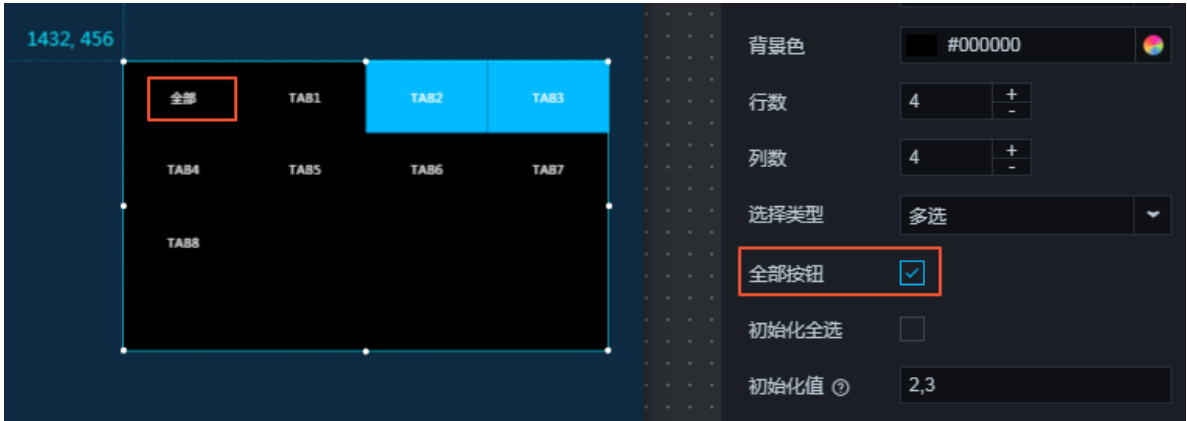 1432, 456
全部 TAB1 TAB2 TAB3
TAB4 TAB5 TAB6 TAB7
TAB8
背景色 #000000
行数 4 + -
列数 4 + -
选择类型 多选
全部按钮
初始化全选
初始化值 ? 2,3